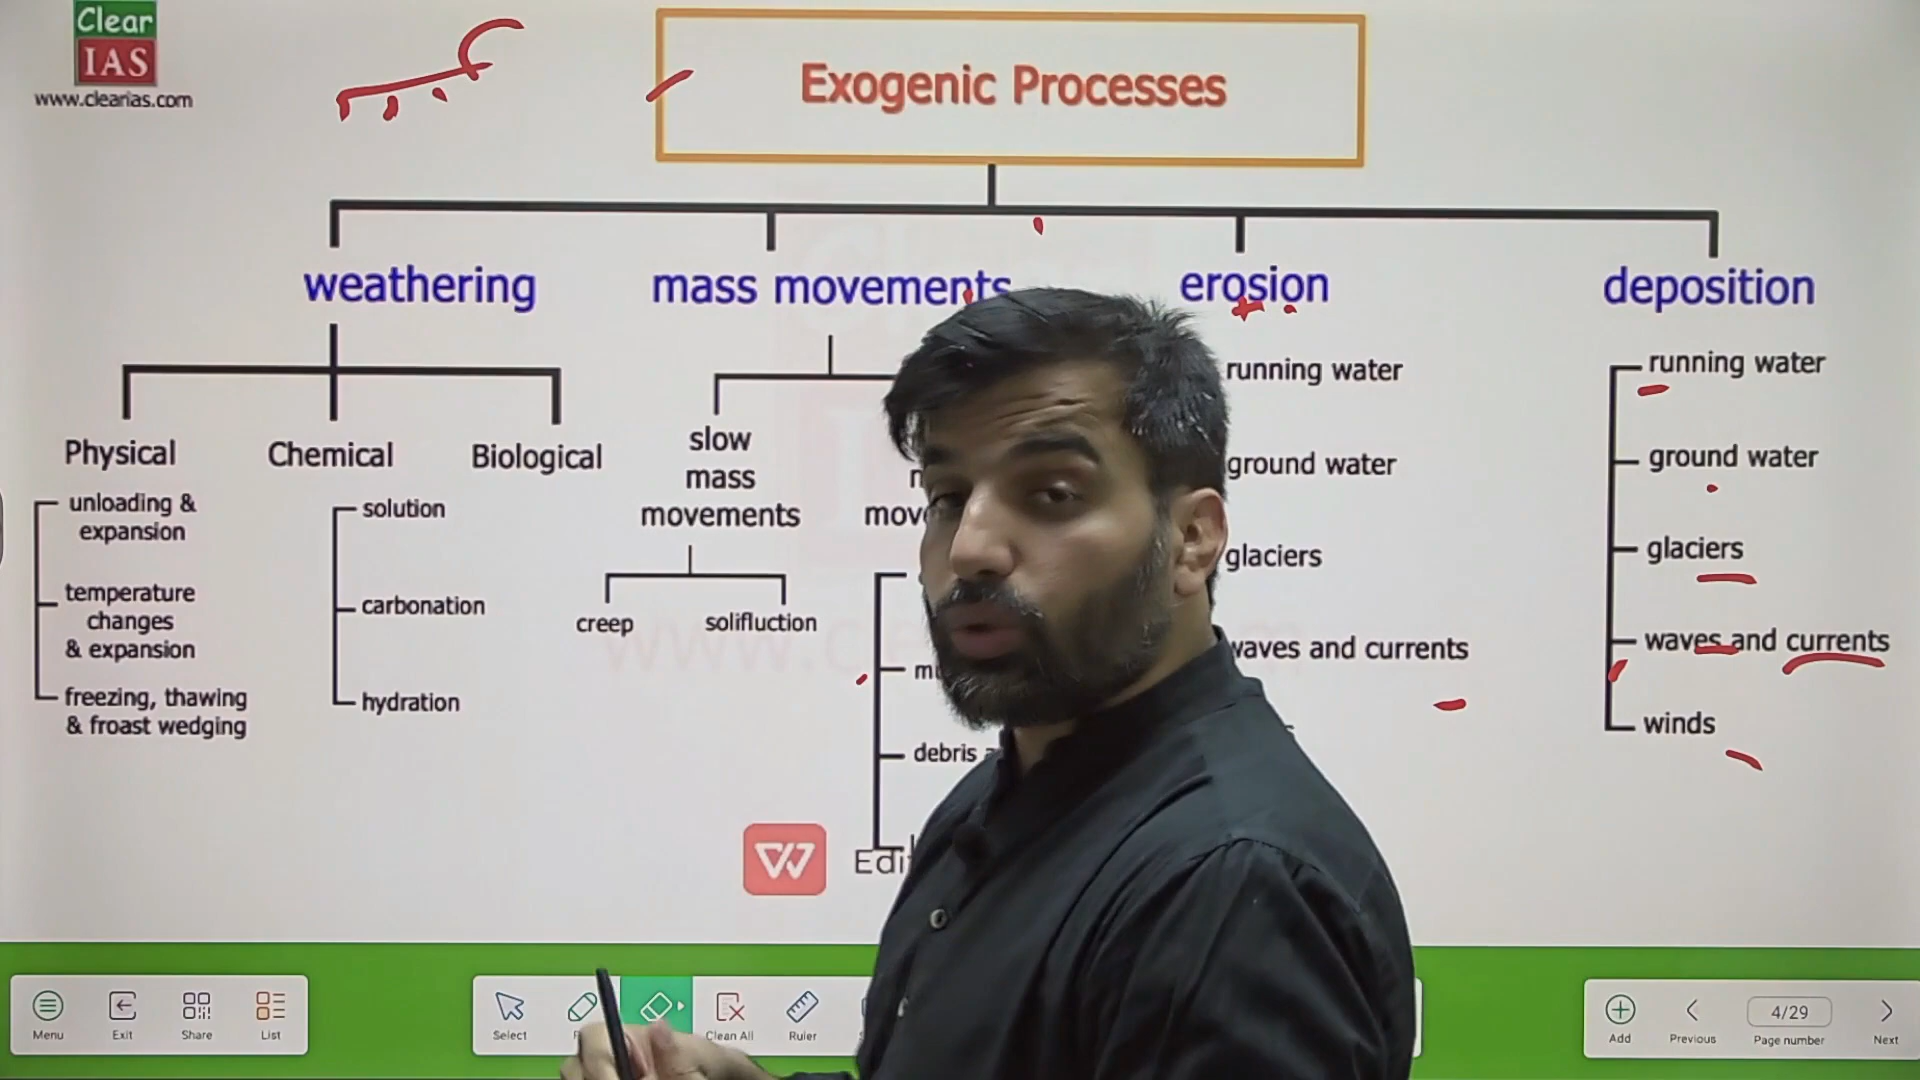 Clear
IAS
www.clearias.com
Exogenic Processes
weathering
mass movements
erosion
deposition
Physical
Chemical
Biological
unloading &
expansion
temperature
changes
& expansion
freezing, thawing
& froast wedging
solution
carbonation
hydration
slow
mass
movements
creep
solifluction
debris
running water
ground water
glaciers
waves and currents
running water
ground water
glaciers
waves and currents
winds
Menu
Exit
Share
List
Select
Clean All
Ruler
Add
Previous
4/29
Page number
Next